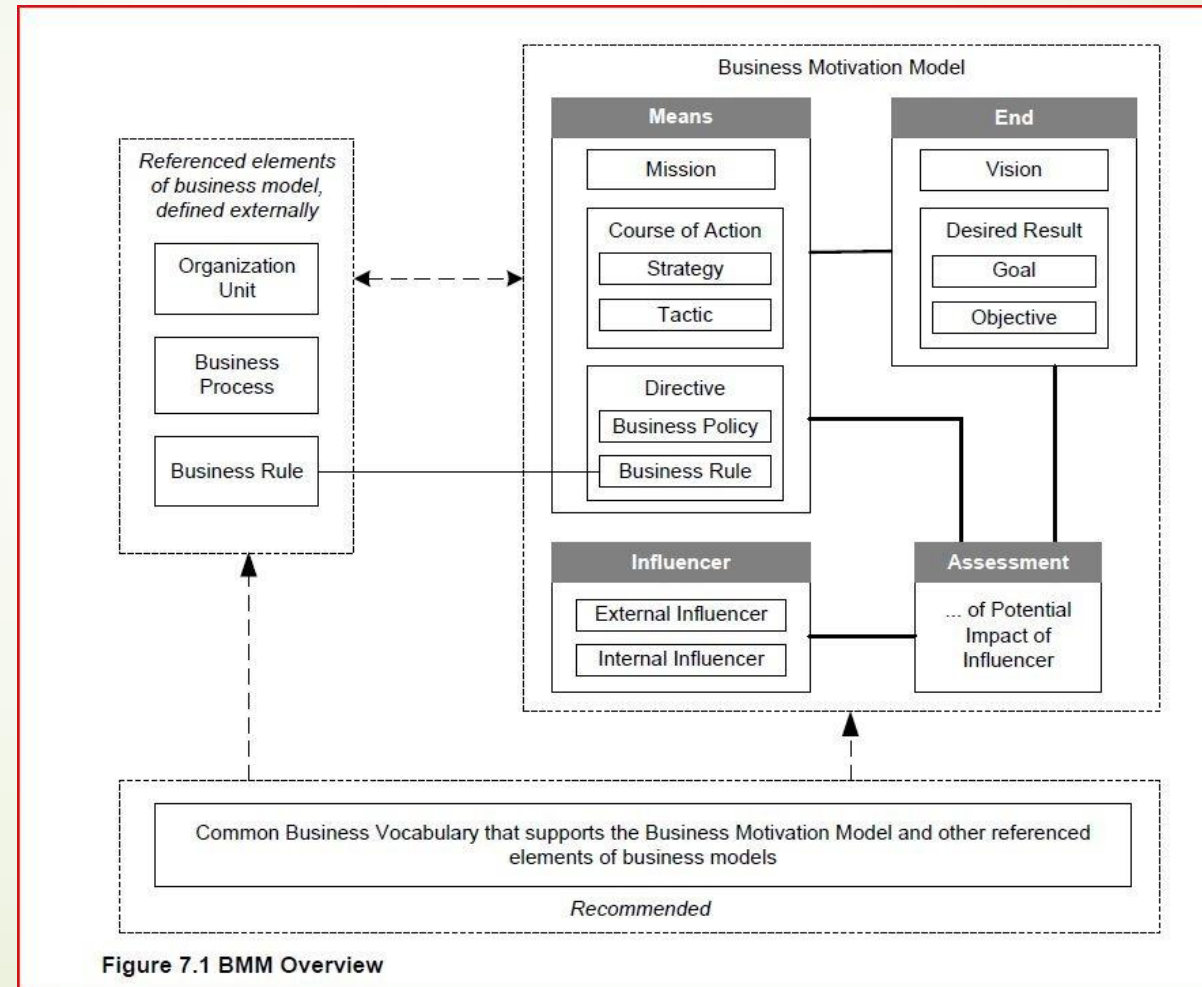 Business Motivation Model
Means
Mission
Course of Action
Strategy
Tactic
Directive
Business Policy
Business Rule
End
Vision
Desired Result
Goal
Objective
Referenced elements
of business model,
defined externally
Organization
Unit
Business
Process
Business Rule
Influencer
External Influencer
Internal Influencer
Assessment
... of Potential
Impact of
Influencer
Common Business Vocabulary that supports the Business Motivation Model and other referenced
elements of business models
Recommended
Figure 7.1 BMM Overview